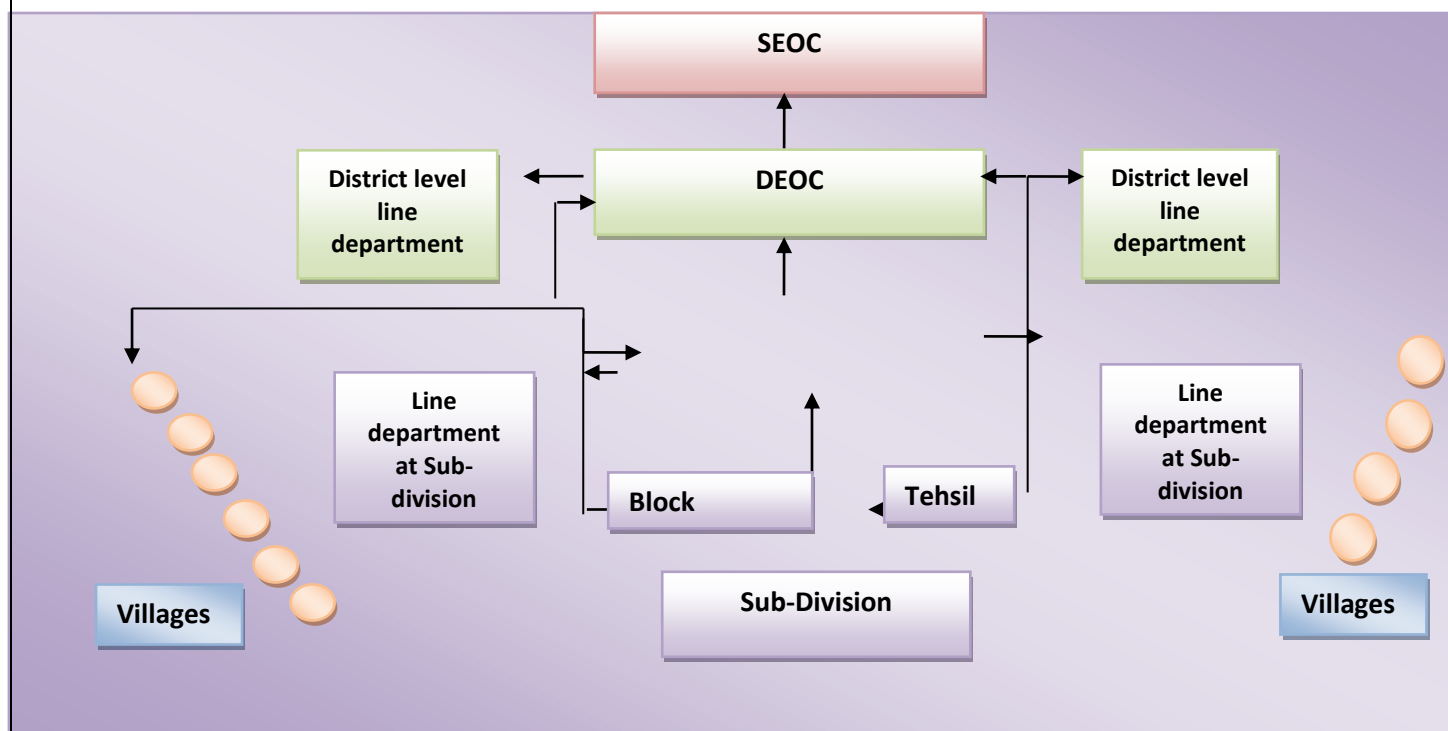 SEOC
District level
line
department
DEOC
District level
line
department
Line
department
at Sub-
division
Block
Tehsil
Line
department
at Sub-
division
Villages
Sub-Division
Villages